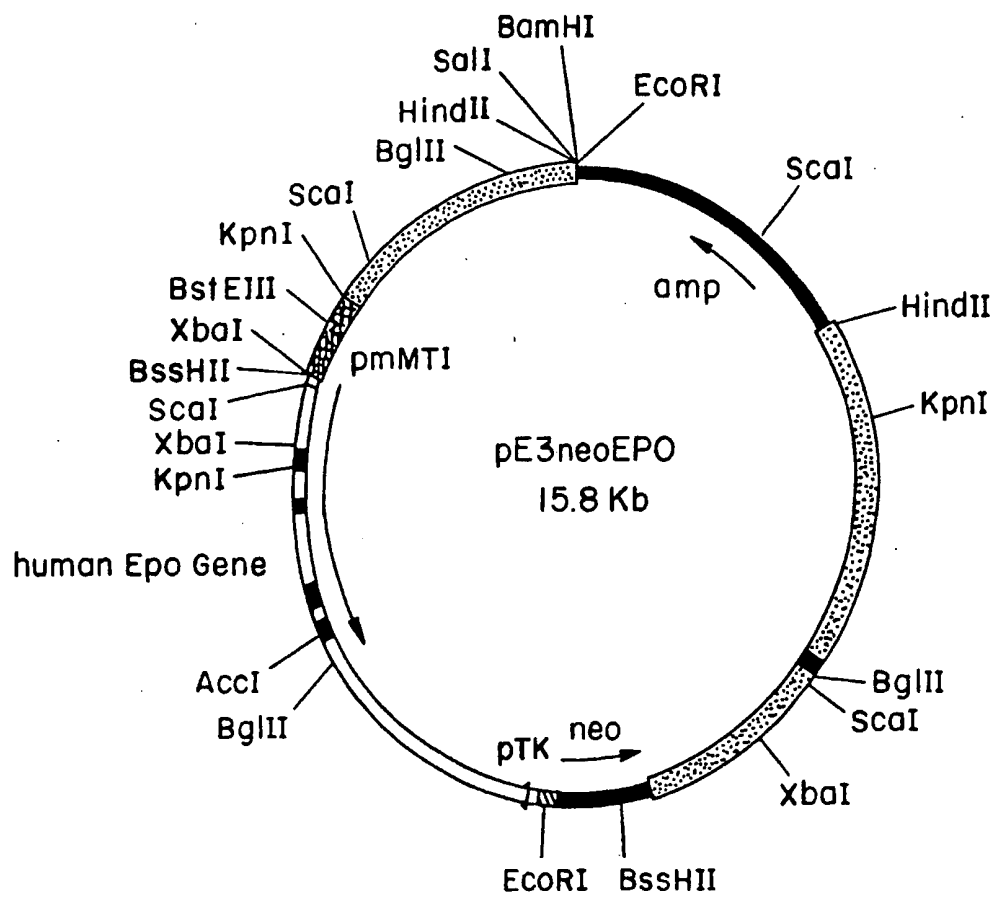 BamHI
SalI
EcoRI
HindII
BglII
ScaI
ScaI
KpnI
amp
BstEIII
HindII
XbaI
pmMTI
BssHII
KpnI
ScaI
XbaI
pE3neoEPO
KpnI
15.8 Kb
human Epo Gene
AccI
BglII
BglII
ScaI
neo
pTK
XbaI
EcoRI
BssHII